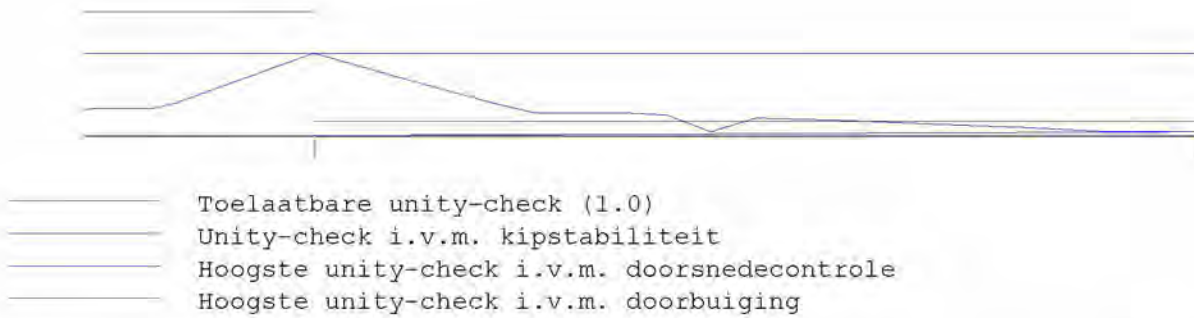 Toelaatbare unity-check (1.0)
Unity-check i.v.m. kipstabiliteit
Hoogste unity-check i.v.m. doorsnedecontrole
Hoogste unity-check i.v.m. doorbuiging